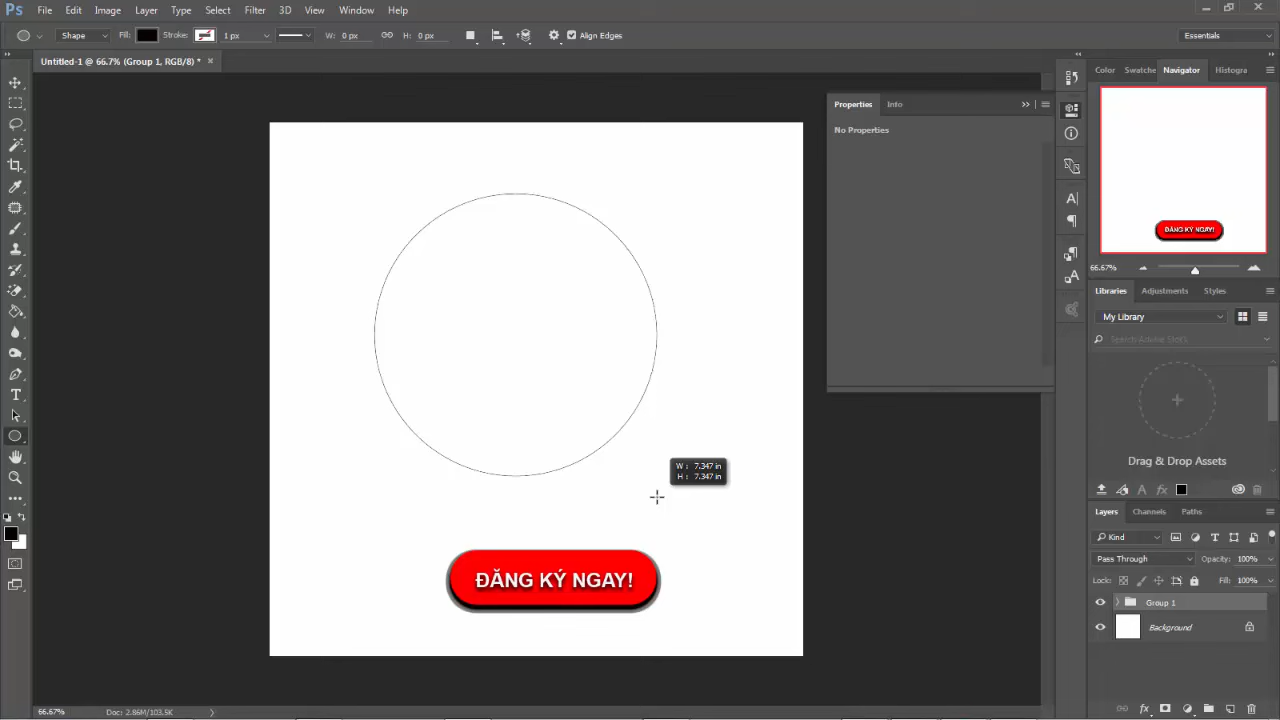 Ps File Edit Image Layer Type Select Filter 3D View Window Help
Shape Fill: Stroke: 1 px W: 0 px H: 0 px Align Edges Essentials
Untitled-1 @ 66.7% (Group 1, RGB/8) * ×
Color Swatche Navigator Histogra
Properties Info
No Properties
ĐĂNG KÝ NGAY!
66.67%
Libraries Adjustments Styles
My Library
Search Adobe Stock
Drag & Drop Assets
W: 7.347 in
H: 7.347 in
Layers Channels Paths
Kind
Pass Through Opacity: 100%
Lock: Fill: 100%
ĐĂNG KÝ NGAY!
Group 1
Background
66.67% Doc: 2.86M/103.5K